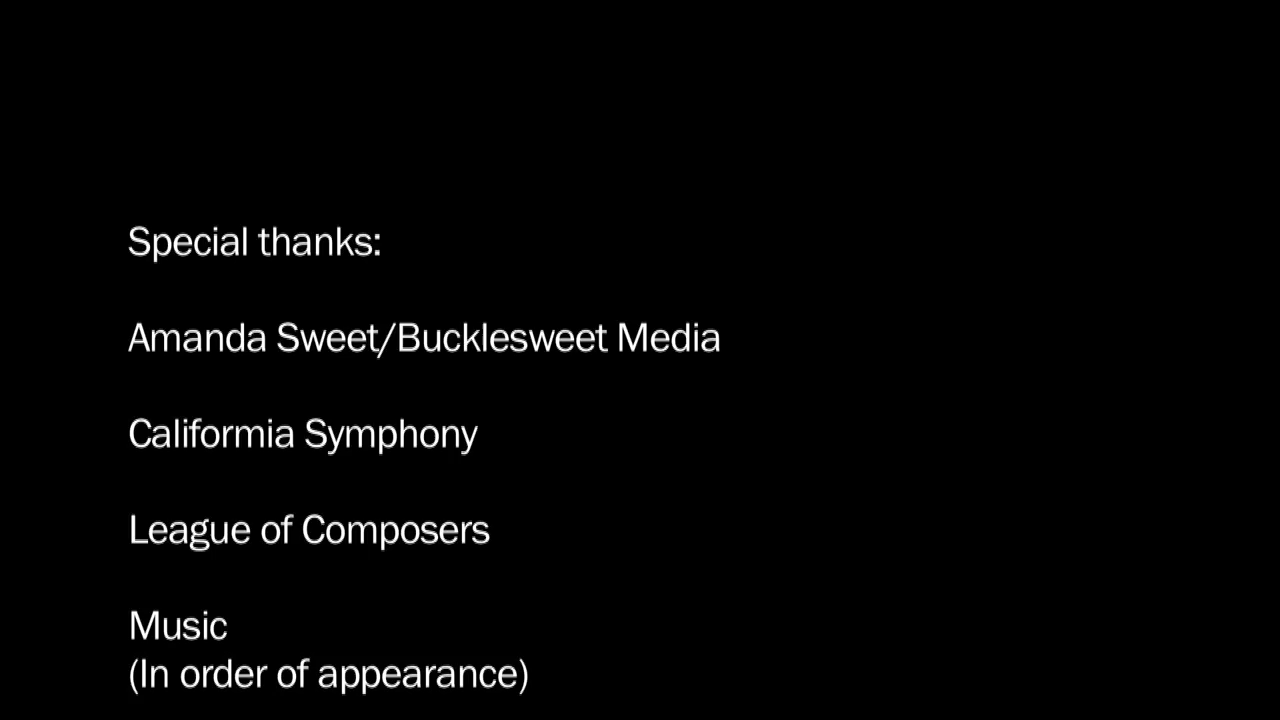 Special thanks:
Amanda Sweet/Bucklesweet Media
Califormia Symphony
League of Composers
Music
(In order of appearance)